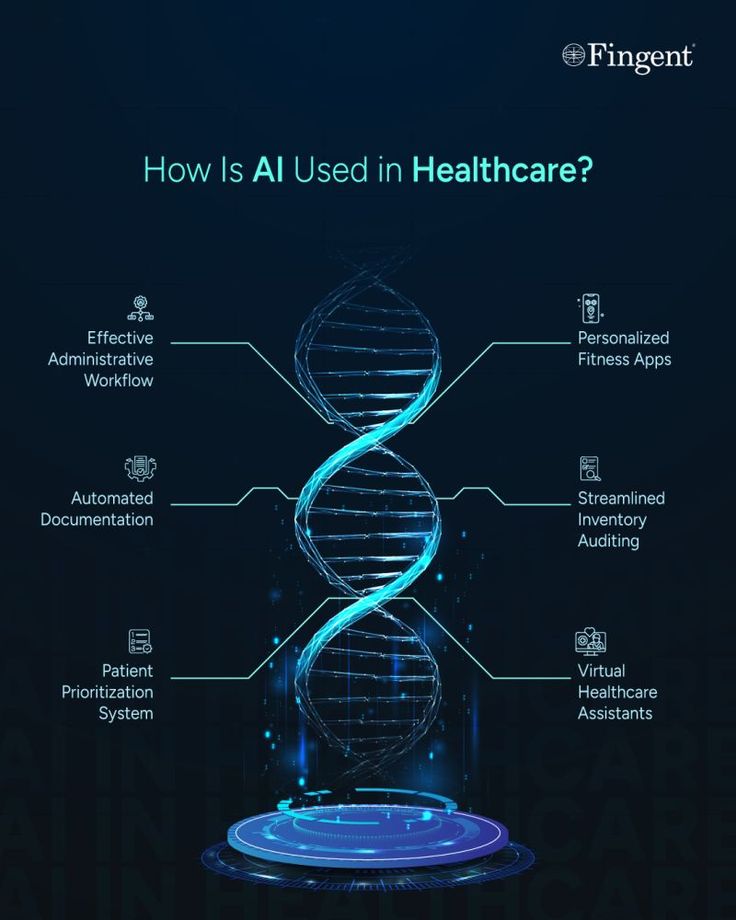 Fingent
How Is AI Used in Healthcare?
Effective
Administrative
Workflow
Personalized
Fitness Apps
Automated
Documentation
Streamlined
Inventory
Auditing
Patient
Prioritization
System
Virtual
Healthcare
Assistants
AI IN HEALTHCARE
AI IN HEALTHCARE
AI IN HEALTHCARE